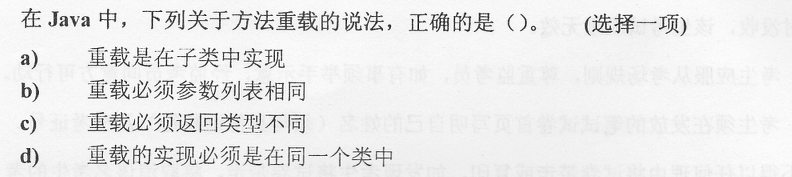 在 Java 中，下列关于方法重载的说法，正确的是（）。 (选择一项)
a) 重载是在子类中实现
b) 重载必须参数列表相同
c) 重载必须返回类型不同
d) 重载的实现必须是在同一个类中